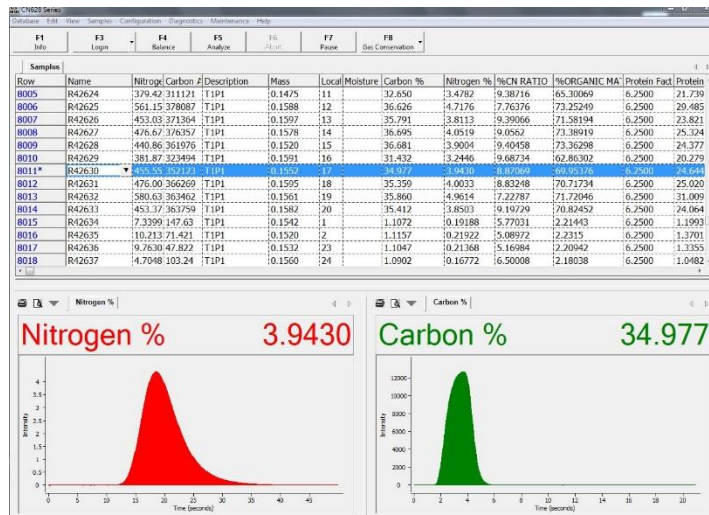 CN628 Series
Database Edit View Samples Configuration Diagnostics Maintenance Help
F1 F3 F4 F5 F6 F7 F8
Info Login Balance Analyze Abort Pause Gas Conservation
Samples
Row Name Nitroge Carbon A Description Mass Locat Moisture Carbon % Nitrogen % %CN RATIO %ORGANIC MAT Protein Fact Protein
8005 R42624 379.42 311121 T1P1 0.1475 11 32.650 3.4782 9.38716 65.30069 6.2500 21.739
8006 R42625 561.15 378087 T1P1 0.1588 12 36.626 4.7176 7.76376 73.25249 6.2500 29.485
8007 R42626 453.03 371364 T1P1 0.1597 13 35.791 3.8113 9.39066 71.58194 6.2500 23.821
8008 R42627 476.67 376357 T1P1 0.1578 14 36.695 4.0519 9.0562 73.38919 6.2500 25.324
8009 R42628 440.86 361976 T1P1 0.1520 15 36.681 3.9004 9.40458 73.36298 6.2500 24.377
8010 R42629 381.87 323494 T1P1 0.1591 16 31.432 3.2446 9.68734 62.86302 6.2500 20.279
8011* R42630 455.55 352123 T1P1 0.1552 17 34.977 3.9430 8.87069 69.95376 6.2500 24.644
8012 R42631 476.00 366269 T1P1 0.1595 18 35.359 4.0033 8.83248 70.71734 6.2500 25.020
8013 R42632 580.63 363462 T1P1 0.1561 19 35.860 4.9614 7.22787 71.72046 6.2500 31.009
8014 R42633 453.37 363759 T1P1 0.1582 20 35.412 3.8503 9.19729 70.82452 6.2500 24.064
8015 R42634 7.3399 147.63 T1P1 0.1542 1 1.1072 0.19188 5.77031 2.21443 6.2500 1.1993
8016 R42635 10.213 71.421 T1P1 0.1520 2 1.1157 0.21922 5.08972 2.2315 6.2500 1.3701
8017 R42636 9.7630 47.822 T1P1 0.1532 23 1.1047 0.21368 5.16984 2.20942 6.2500 1.3355
8018 R42637 4.7048 103.24 T1P1 0.1560 24 1.0902 0.16772 6.50008 2.18038 6.2500 1.0482
Nitrogen %
Nitrogen % 3.9430
Intensity
4
3.5
3
2.5
2
1.5
1
0.5
0
0 5 10 15 20 25 30 35 40 45
Time (seconds)
Carbon %
Carbon % 34.977
Intensity
12000
10000
8000
6000
4000
2000
0
0 2 4 6 8 10 12 14 16 18 20
Time (seconds)